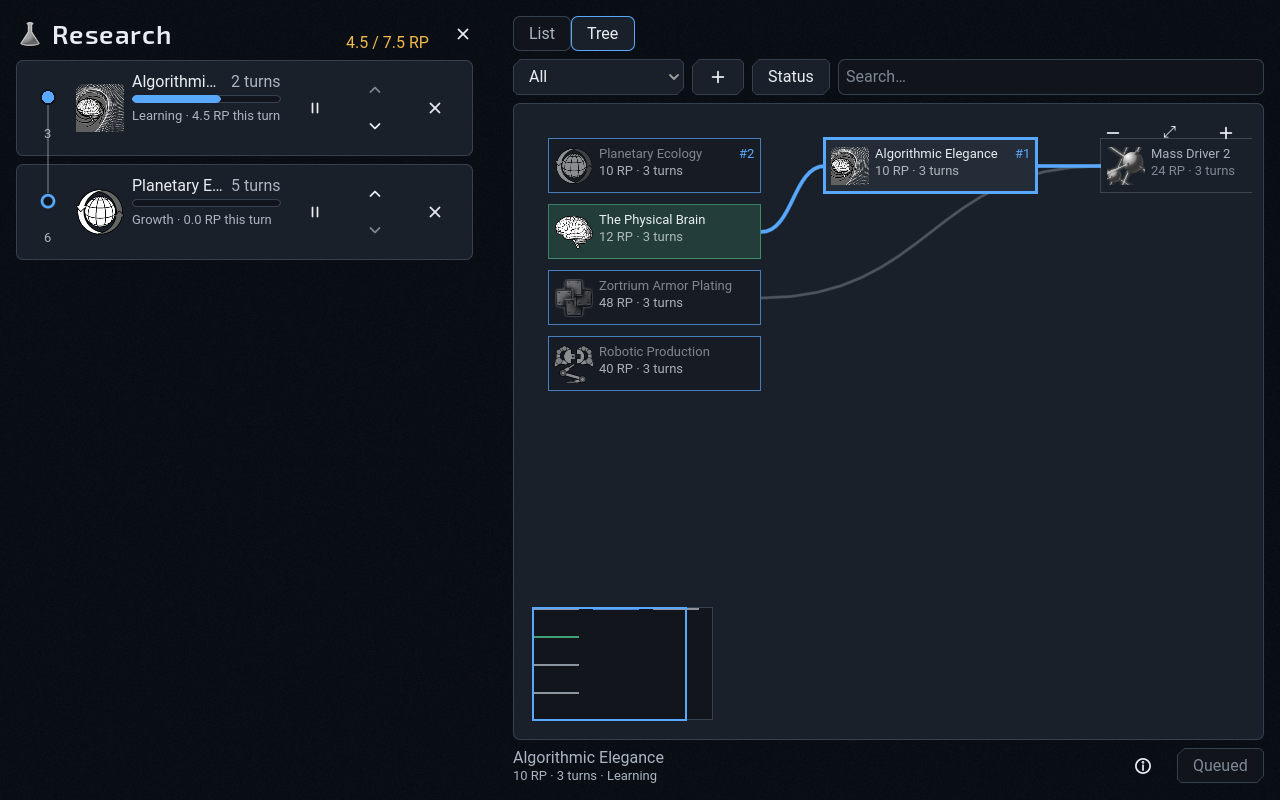 Research
4.5 / 7.5 RP
Algorithmi... 2 turns
Learning · 4.5 RP this turn
3
Planetary E... 5 turns
Growth · 0.0 RP this turn
6
List
Tree
All
+
Status
Search...
Planetary Ecology #2
10 RP · 3 turns
The Physical Brain
12 RP · 3 turns
Zortrium Armor Plating
48 RP · 3 turns
Robotic Production
40 RP · 3 turns
Algorithmic Elegance #1
10 RP · 3 turns
Mass Driver 2
24 RP · 3 turns
Algorithmic Elegance
10 RP · 3 turns · Learning
Queued